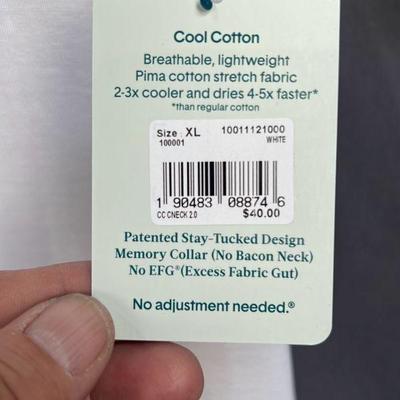 Cool Cotton
Breathable, lightweight
Pima cotton stretch fabric
2-3x cooler and dries 4-5x faster*
*than regular cotton
Size: XL 10011121000
100001 WHITE
1 90483 08874 6
CC CNECK 2.0 $40.00
Patented Stay-Tucked Design
Memory Collar (No Bacon Neck)
No EFG®(Excess Fabric Gut)
No adjustment needed.®